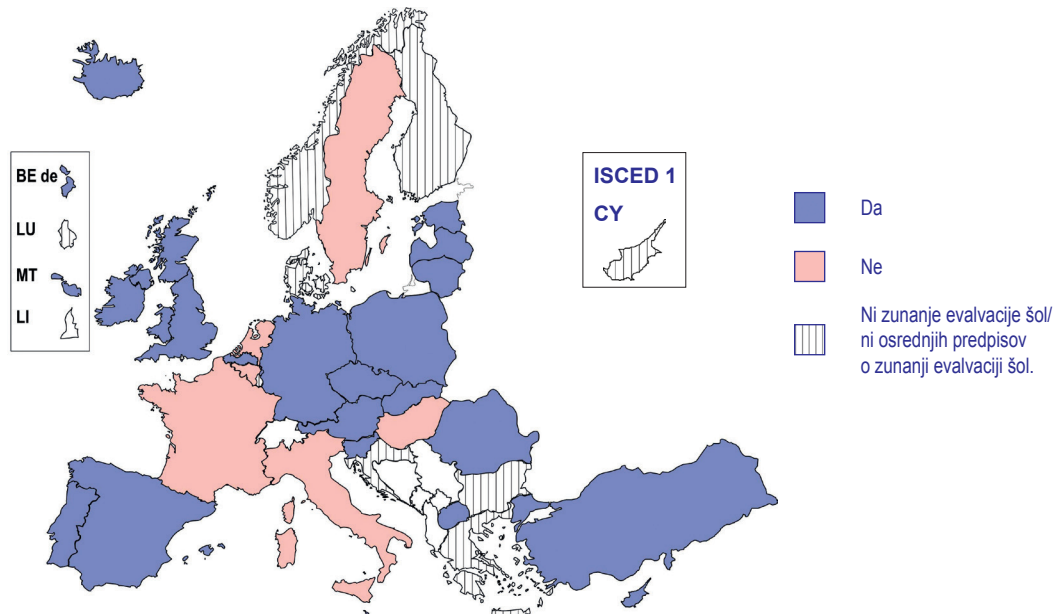 BE de
LU
MT
LI
ISCED 1
CY
Da
Ne
Ni zunanje evalvacije šol/
ni osrednjih predpisov
o zunanji evalvaciji šol.